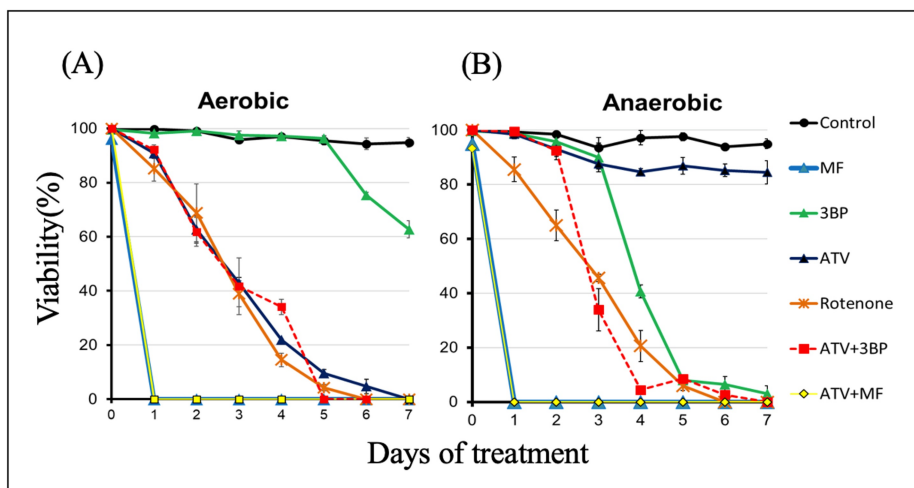 (A)
(B)
Aerobic
Anaerobic
Viability(%)
100
80
60
40
20
0
0 1 2 3 4 5 6 7
100
80
60
40
20
0
0 1 2 3 4 5 6 7
Days of treatment
Control
MF
3BP
ATV
Rotenone
ATV+3BP
ATV+MF